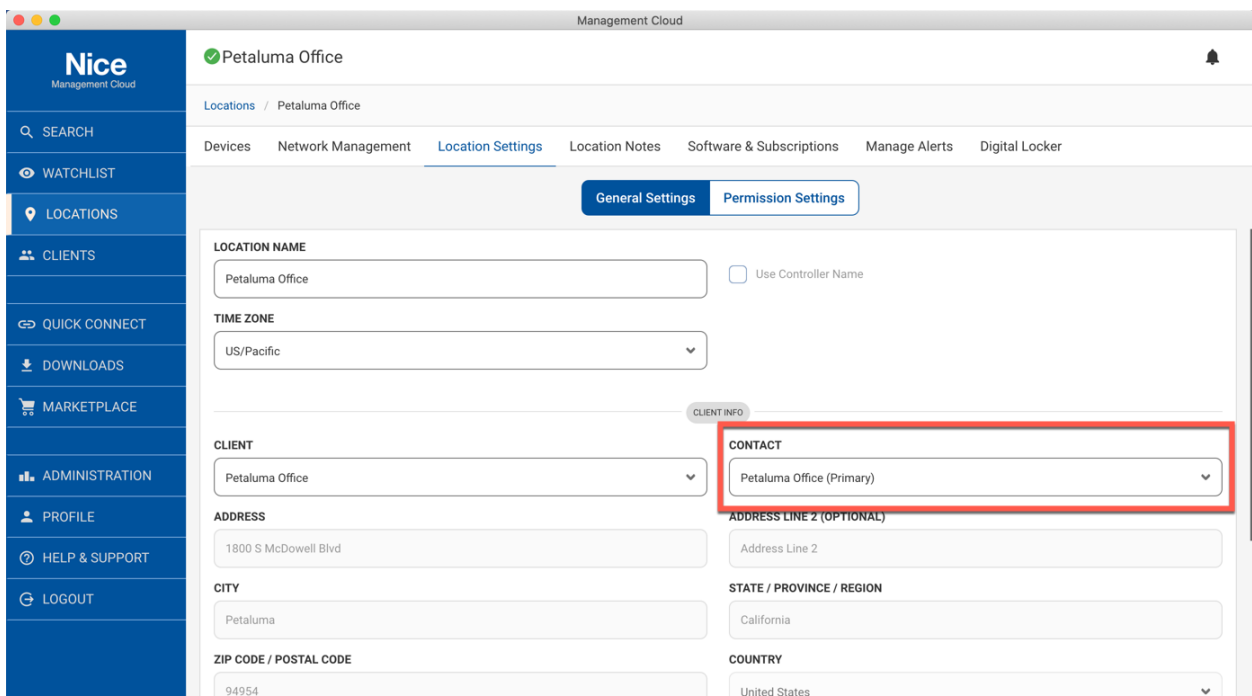 Management Cloud
Nice
Management Cloud
SEARCH
WATCHLIST
LOCATIONS
CLIENTS
QUICK CONNECT
DOWNLOADS
MARKETPLACE
ADMINISTRATION
PROFILE
HELP & SUPPORT
LOGOUT
Petaluma Office
Locations / Petaluma Office
Devices Network Management Location Settings Location Notes Software & Subscriptions Manage Alerts Digital Locker
General Settings Permission Settings
LOCATION NAME
Petaluma Office Use Controller Name
TIME ZONE
US/Pacific
CLIENT INFO
CLIENT CONTACT
Petaluma Office Petaluma Office (Primary)
ADDRESS ADDRESS LINE 2 (OPTIONAL)
1800 S McDowell Blvd Address Line 2
CITY STATE / PROVINCE / REGION
Petaluma California
ZIP CODE / POSTAL CODE COUNTRY
94954 United States